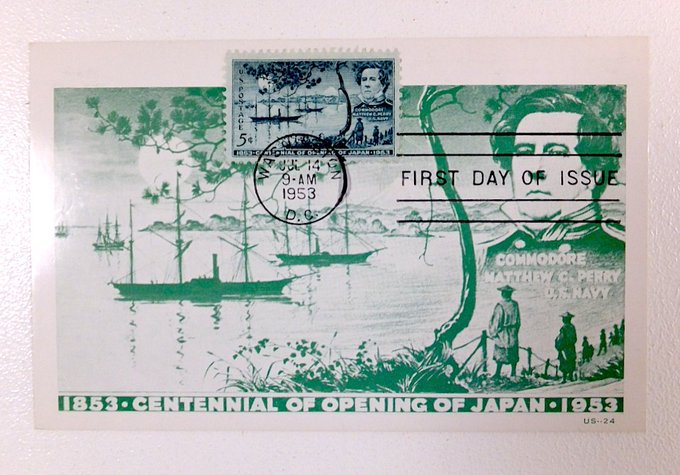 U.S. POSTAGE
5¢
COMMODORE
MATTHEW C. PERRY
U.S. NAVY
1853·CENTENNIAL OF OPENING OF JAPAN·1953
WASHINGTON
JUL 14
9-AM
1953
D.C.
FIRST DAY OF ISSUE
COMMODORE
MATTHEW C. PERRY
U.S. NAVY
1853·CENTENNIAL OF OPENING OF JAPAN·1953
US--24